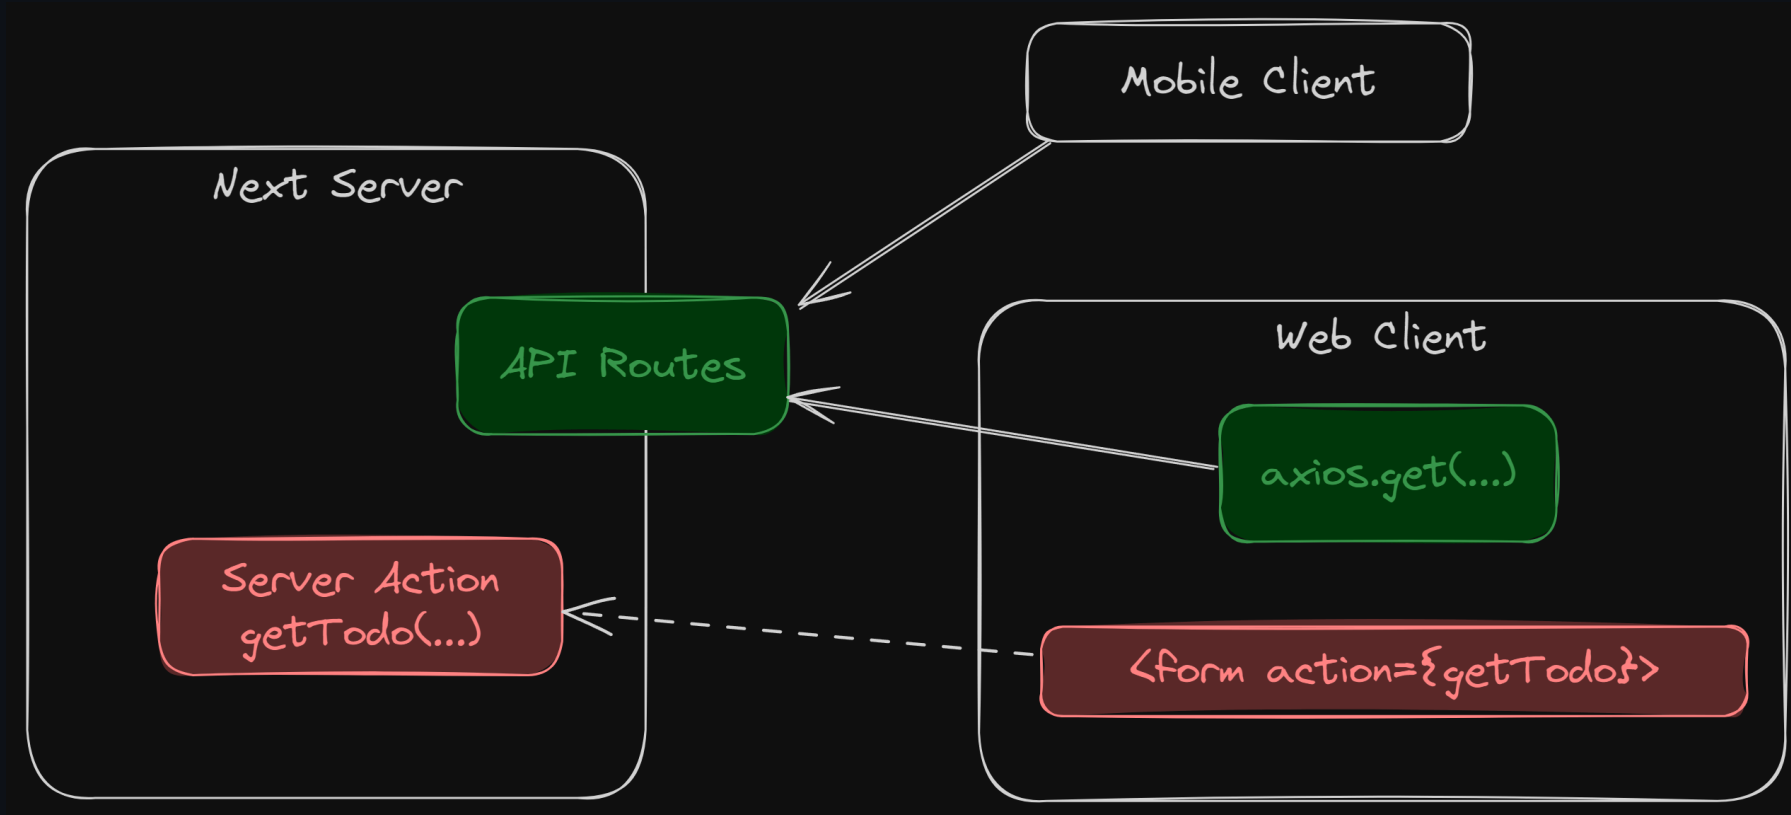 Mobile Client
Next Server
API Routes
Web Client
axios.get(...)
Server Action
getTodo(...)
<form action={getTodo}>